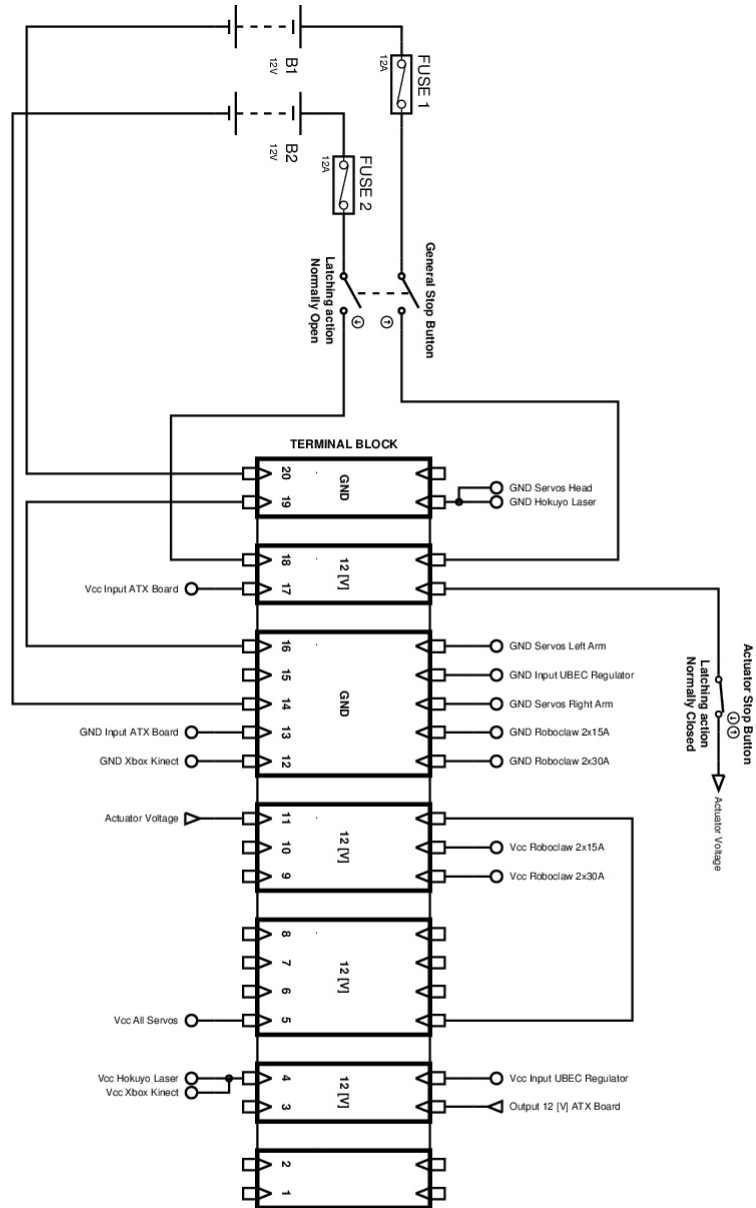 B1
12V
FUSE 1
12A
B2
12V
FUSE 2
12A
General Stop Button
Latching action
Normally Open
TERMINAL BLOCK
20
19
GND
GND Servos Head
GND Hokuyo Laser
18
17
12 [V]
Vcc Input ATX Board
Actuator Stop Button
Latching action
Normally Closed
Actuator Voltage
16
15
14
13
12
GND
GND Servos Left Arm
GND Input UBEC Regulator
GND Servos Right Arm
GND Roboclaw 2x15A
GND Roboclaw 2x30A
GND Input ATX Board
GND Xbox Kinect
Actuator Voltage
11
10
9
12 [V]
Vcc Roboclaw 2x15A
Vcc Roboclaw 2x30A
8
7
6
5
12 [V]
Vcc All Servos
Vcc Hokuyo Laser
Vcc Xbox Kinect
4
3
12 [V]
Vcc Input UBEC Regulator
Output 12 [V] ATX Board
2
1